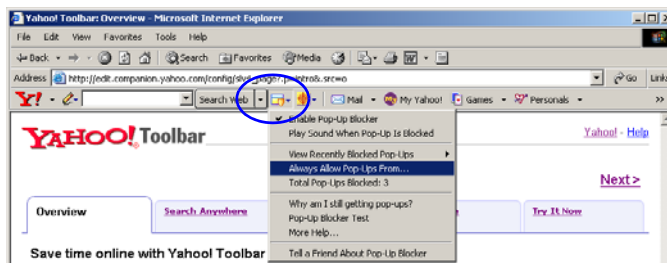 Yahoo! Toolbar: Overview - Microsoft Internet Explorer
File Edit View Favorites Tools Help
Back Search Favorites Media
Address http://edit.companion.yahoo.com/config/slvd_page?.p=intro&.src=wo Go Links
Y! Search Web Mail My Yahoo! Games Personals »
Enable Pop-Up Blocker
Play Sound When Pop-Up Is Blocked
View Recently Blocked Pop-Ups
Always Allow Pop-Ups From...
Total Pop-Ups Blocked: 3
Why am I still getting pop-ups?
Pop-Up Blocker Test
More Help...
Tell a Friend About Pop-Up Blocker
YAHOO! Toolbar Yahoo! - Help
Next >
Overview Search Anywhere Try It Now
Save time online with Yahoo! Toolbar